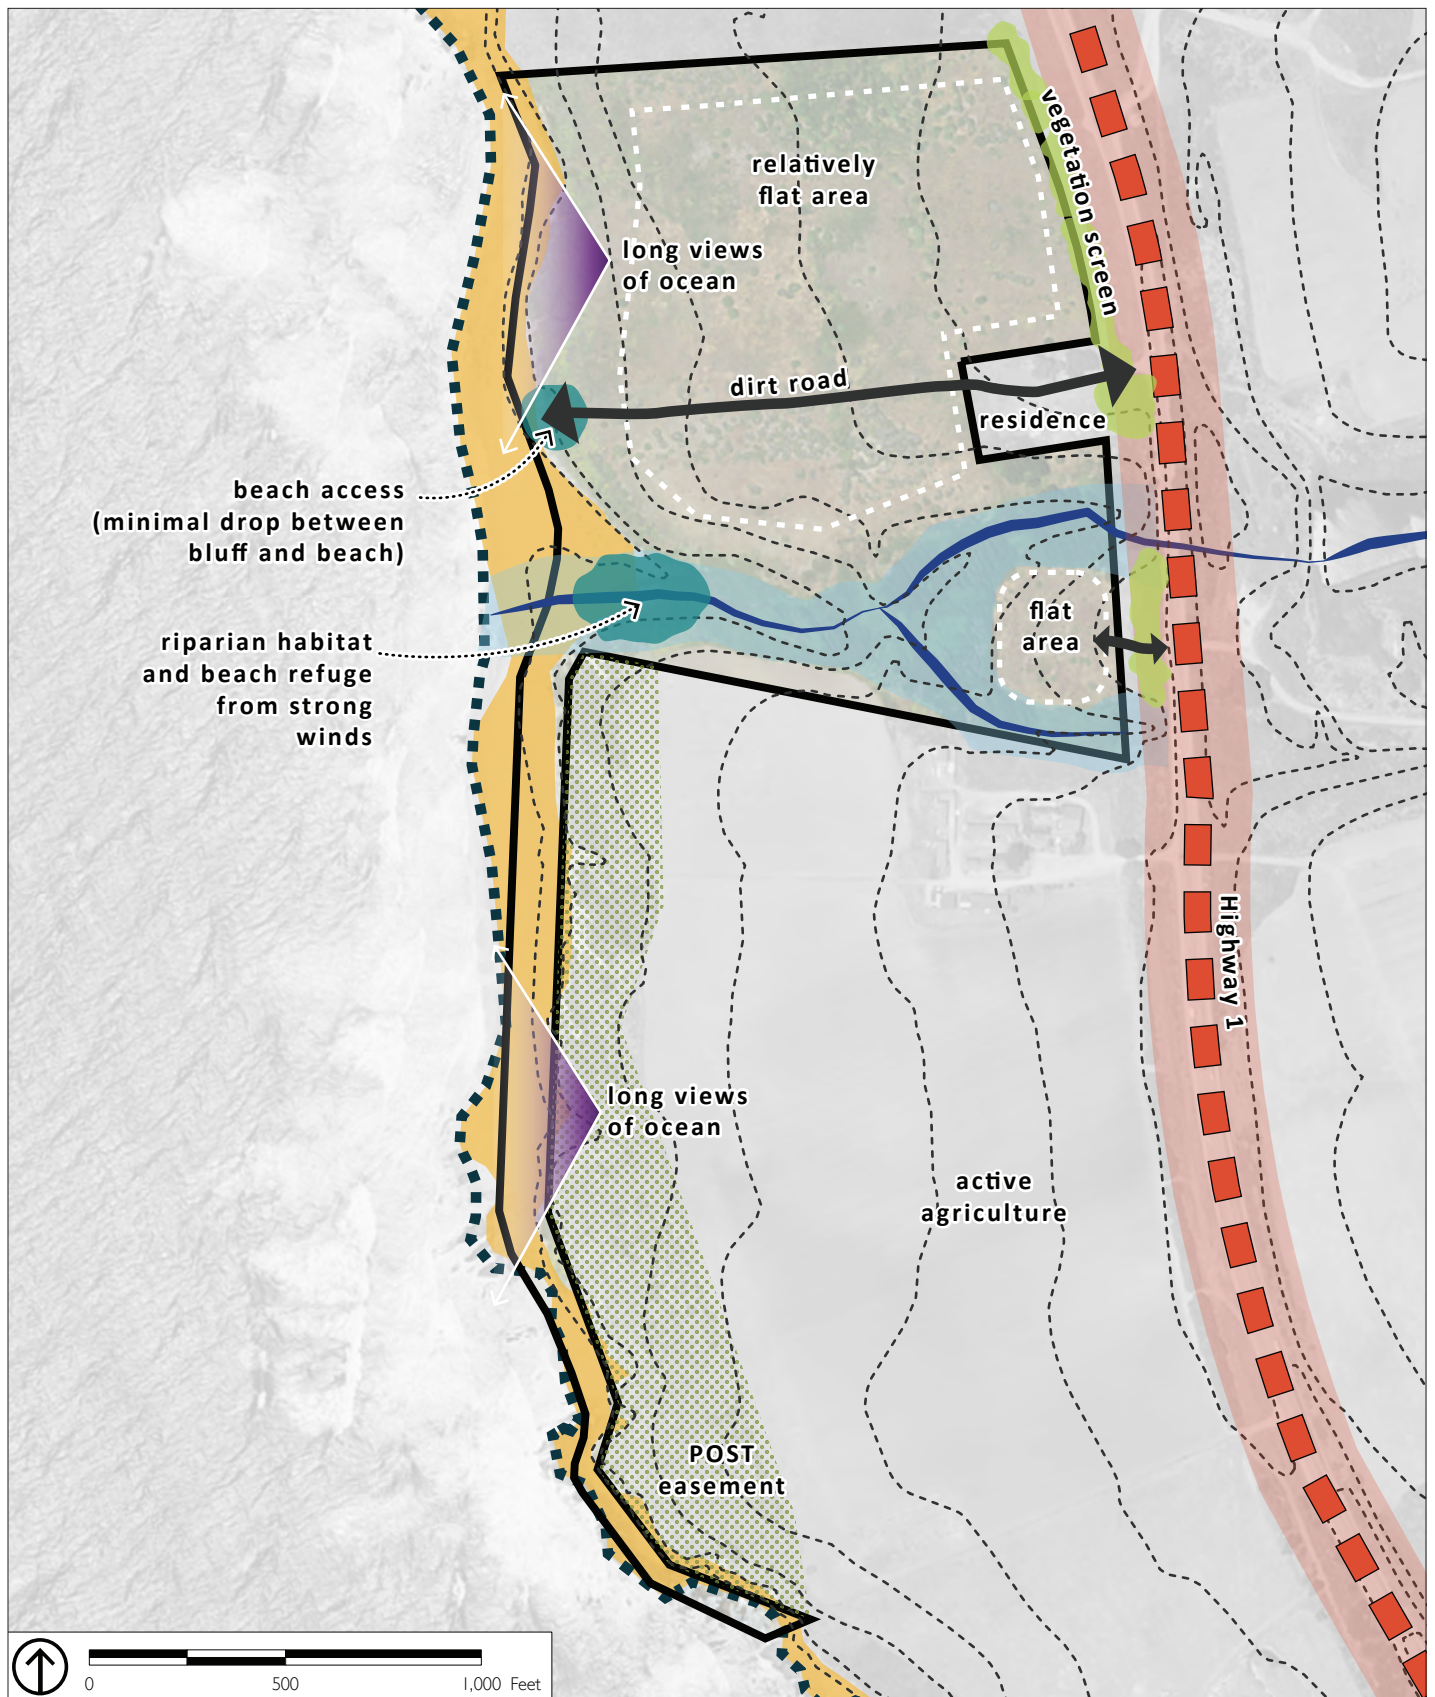 vegetation screen
relatively
flat area
long views
of ocean
dirt road
residence
beach access
(minimal drop between
bluff and beach)
flat
area
riparian habitat
and beach refuge
from strong
winds
Highway 1
long views
of ocean
active
agriculture
POST
easement
0 500 1,000 Feet